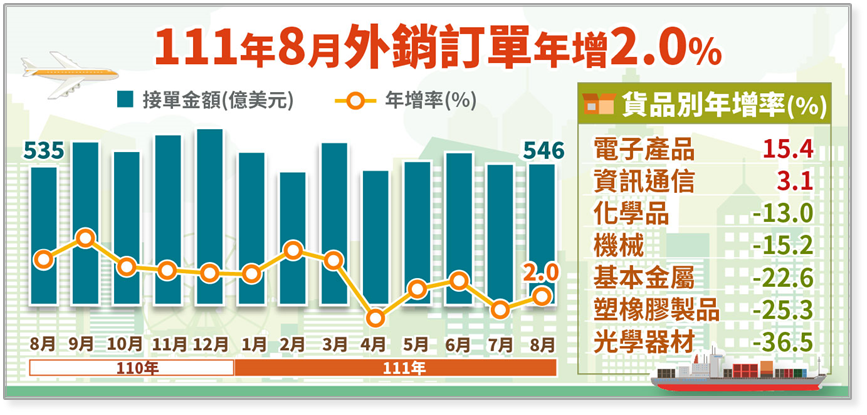 111年8月外銷訂單年增2.0%
接單金額(億美元)
年增率(%)
535
546
2.0
8月 9月 10月 11月 12月 1月 2月 3月 4月 5月 6月 7月 8月
110年 111年
貨品別年增率(%)
電子產品 15.4
資訊通信 3.1
化學品 -13.0
機械 -15.2
基本金屬 -22.6
塑橡膠製品 -25.3
光學器材 -36.5